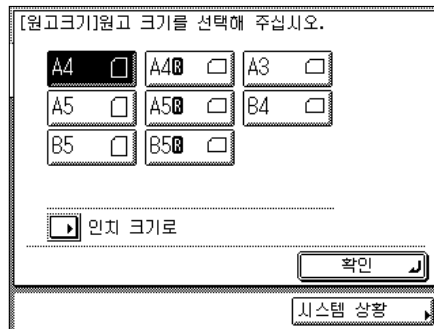 [원고크기]원고 크기를 선택해 주십시오.
A4 A4R A3
A5 A5R B4
B5 B5R
인치 크기로
확인
시스템 상황